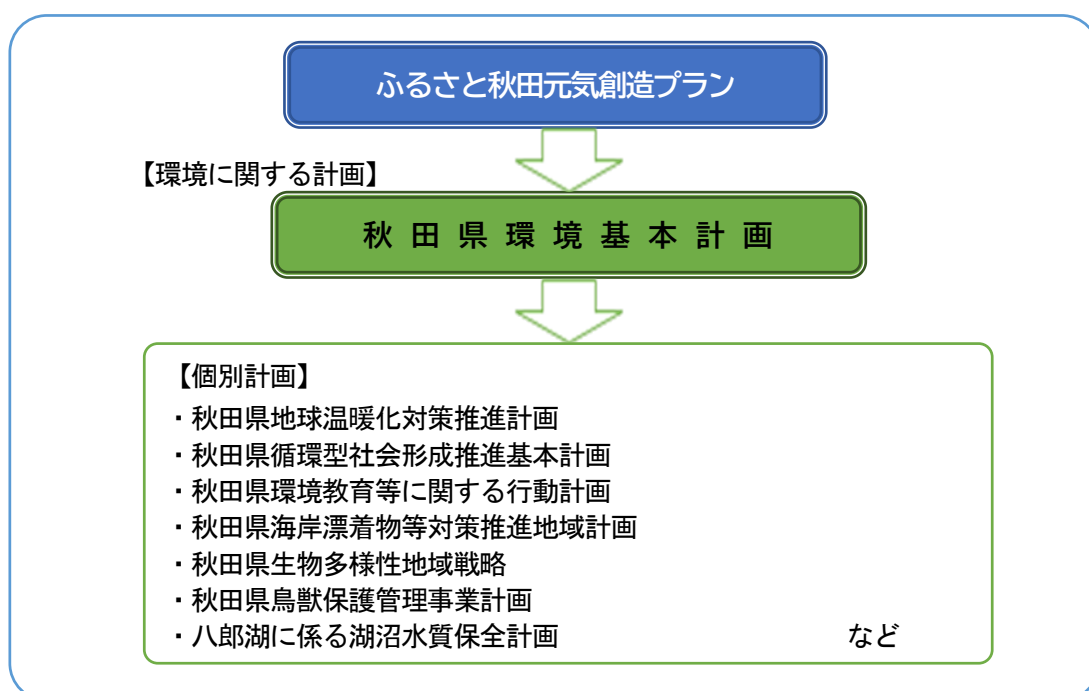 ふるさと秋田元気創造プラン
【環境に関する計画】
秋田県環境基本計画
【個別計画】
・秋田県地球温暖化対策推進計画
・秋田県循環型社会形成推進基本計画
・秋田県環境教育等に関する行動計画
・秋田県海岸漂着物等対策推進地域計画
・秋田県生物多様性地域戦略
・秋田県鳥獣保護管理事業計画
・八郎湖に係る湖沼水質保全計画 など